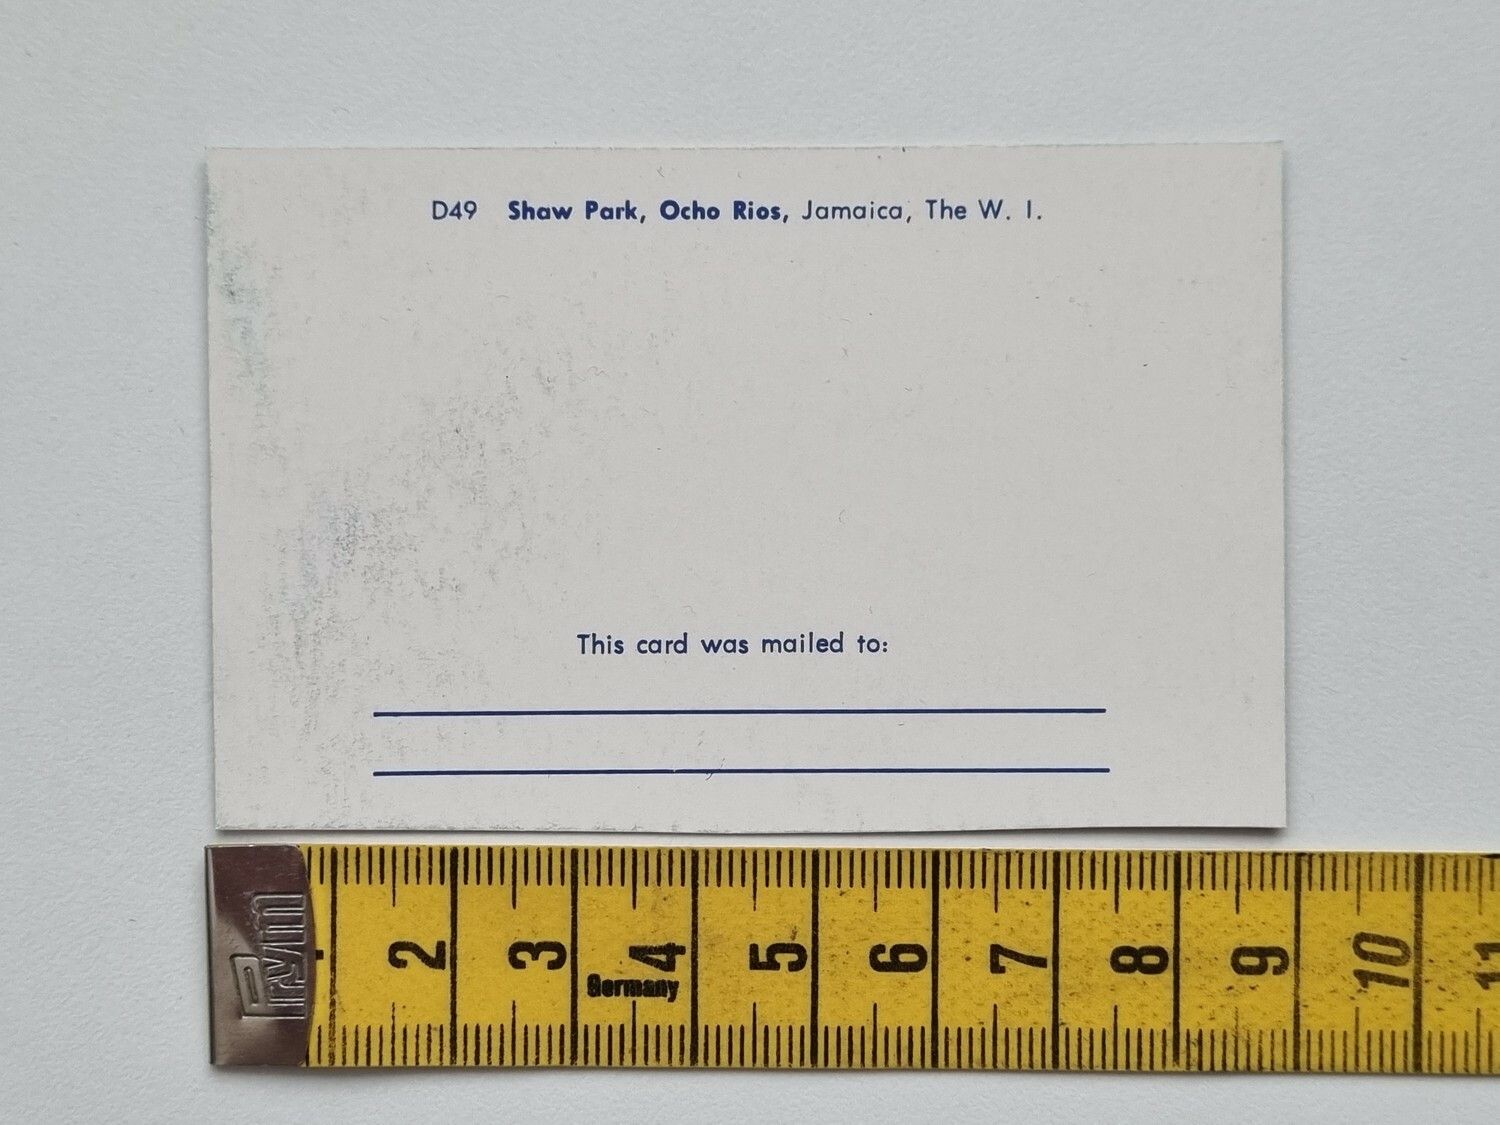 D49 Shaw Park, Ocho Rios, Jamaica, The W. I.
This card was mailed to:
Prym
2 3 4 5 6 7 8 9 10 11
Germany